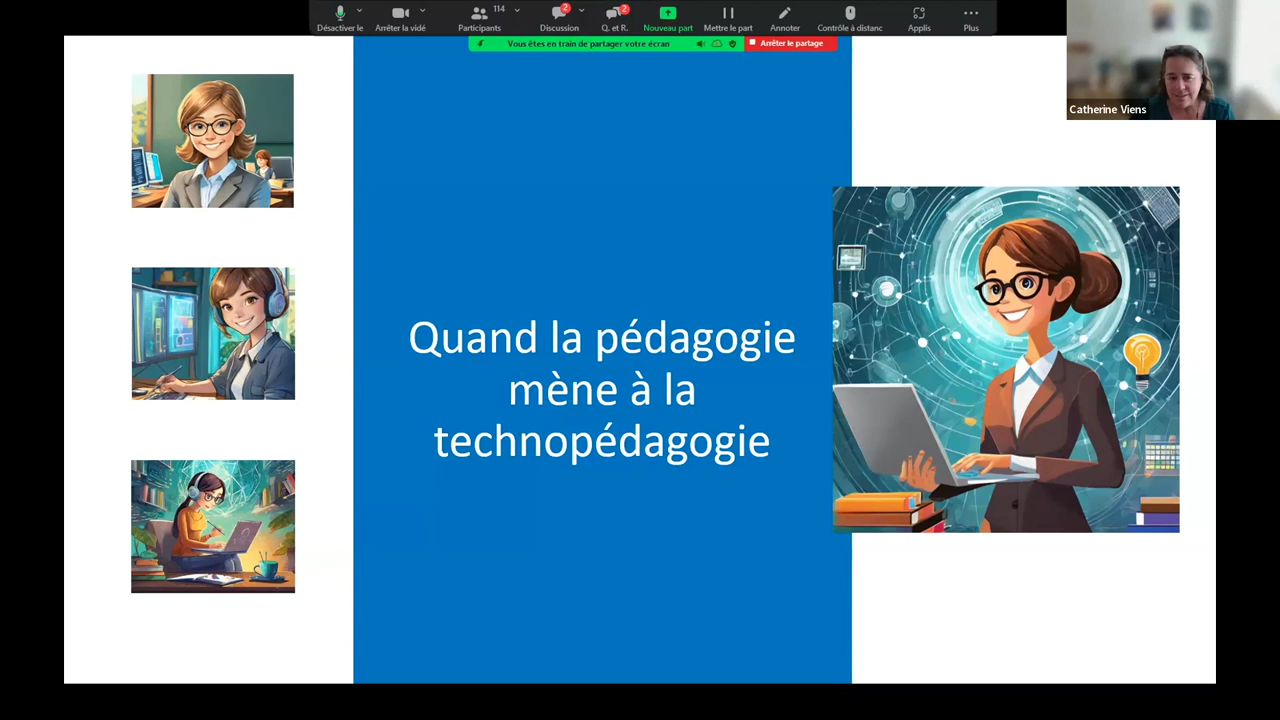 Désactiver le
Arrêter la vidé
114
Participants
2
Discussion
2
Q. et R.
Nouveau part
Mettre le part
Annoter
Contrôle à distanc
Applis
Plus
Vous êtes en train de partager votre écran
Arrêter le partage
Catherine Viens
Quand la pédagogie
mène à la
technopédagogie